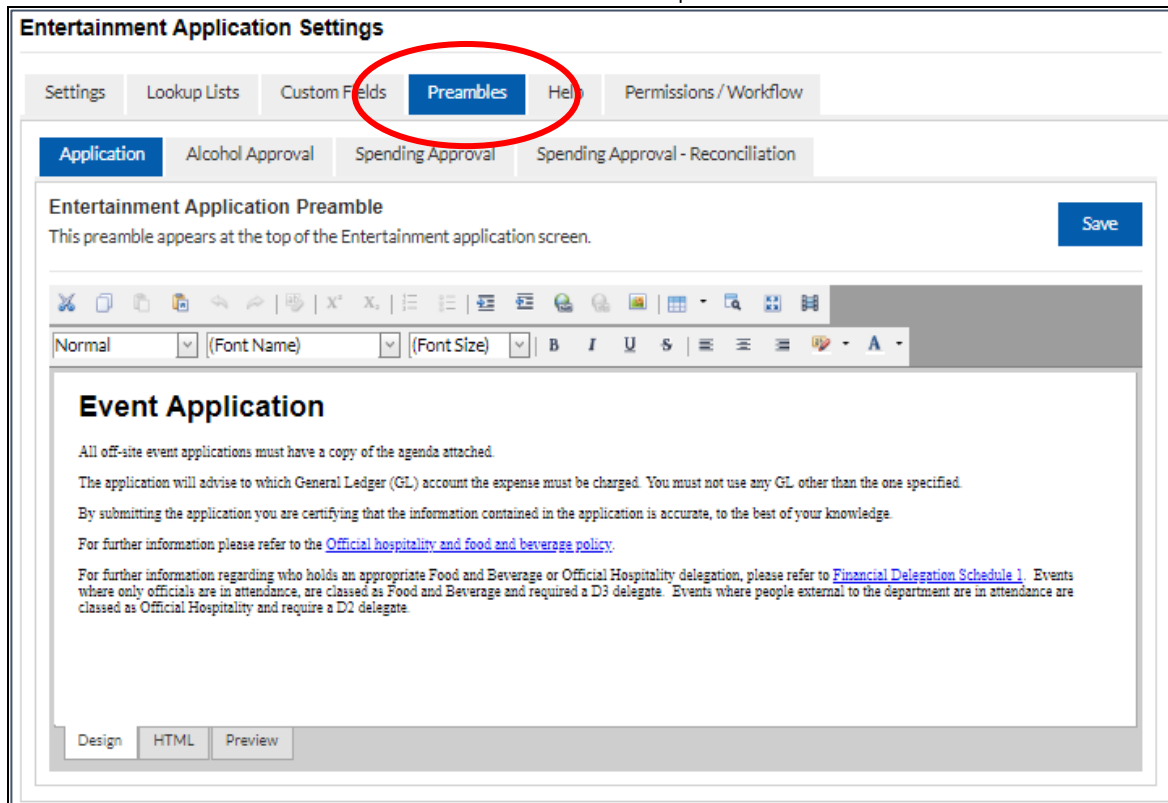 Entertainment Application Settings
Settings Lookup Lists Custom Fields Preambles Help Permissions / Workflow
Application Alcohol Approval Spending Approval Spending Approval - Reconciliation
Entertainment Application Preamble
This preamble appears at the top of the Entertainment application screen.
Save
Normal (Font Name) (Font Size) B I U S A
Event Application
All off-site event applications must have a copy of the agenda attached.
The application will advise to which General Ledger (GL) account the expense must be charged. You must not use any GL other than the one specified.
By submitting the application you are certifying that the information contained in the application is accurate, to the best of your knowledge.
For further information please refer to the Official hospitality and food and beverage policy.
For further information regarding who holds an appropriate Food and Beverage or Official Hospitality delegation, please refer to Financial Delegation Schedule 1. Events
where only officials are in attendance, are classed as Food and Beverage and required a D3 delegate. Events where people external to the department are in attendance are
classed as Official Hospitality and require a D2 delegate.
Design HTML Preview